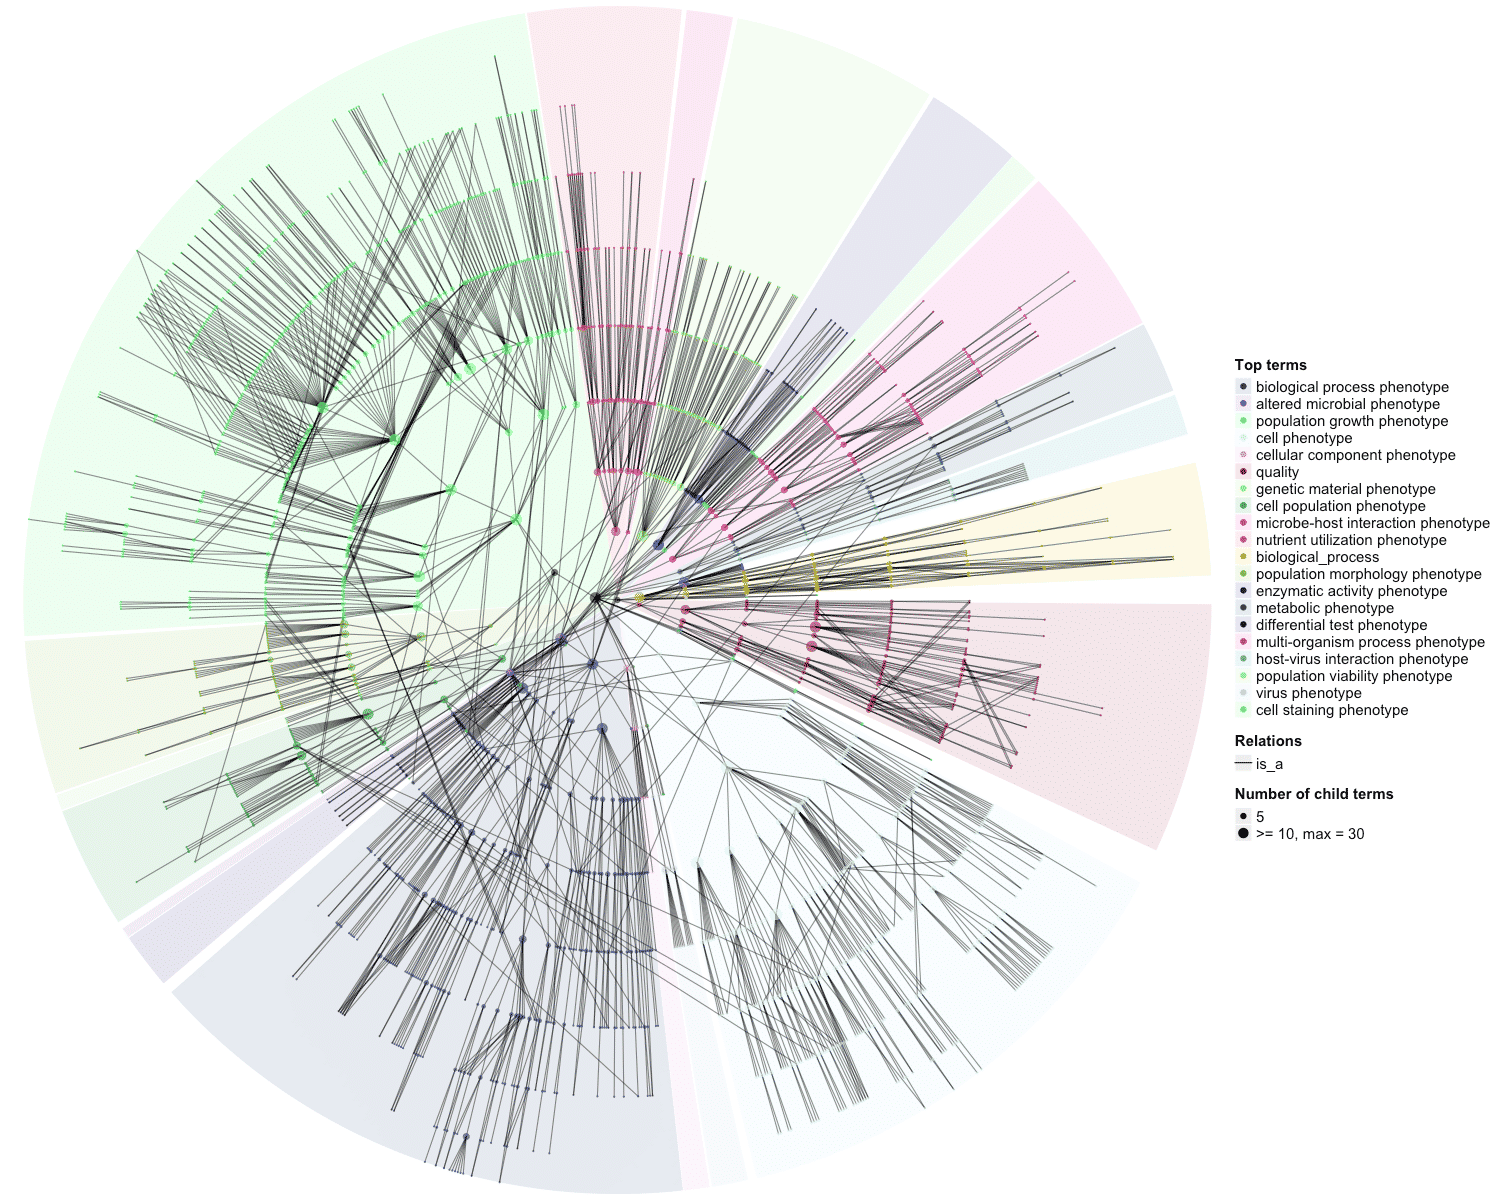 Top terms
biological process phenotype
altered microbial phenotype
population growth phenotype
cell phenotype
cellular component phenotype
quality
genetic material phenotype
cell population phenotype
microbe-host interaction phenotype
nutrient utilization phenotype
biological_process
population morphology phenotype
enzymatic activity phenotype
metabolic phenotype
differential test phenotype
multi-organism process phenotype
host-virus interaction phenotype
population viability phenotype
virus phenotype
cell staining phenotype
Relations
is_a
Number of child terms
5
>= 10, max = 30